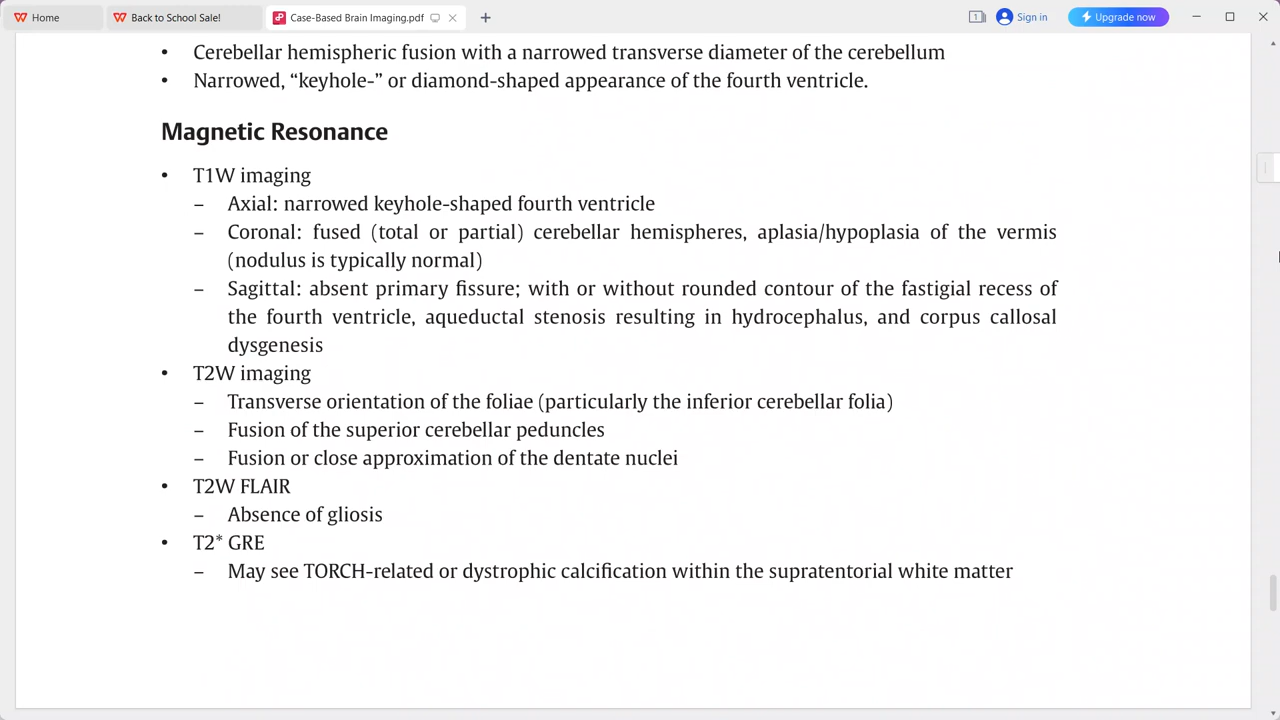 Home
Back to School Sale!
Case-Based Brain Imaging.pdf
1
Sign in
Upgrade now
• Cerebellar hemispheric fusion with a narrowed transverse diameter of the cerebellum
• Narrowed, “keyhole-” or diamond-shaped appearance of the fourth ventricle.
Magnetic Resonance
• T1W imaging
– Axial: narrowed keyhole-shaped fourth ventricle
– Coronal: fused (total or partial) cerebellar hemispheres, aplasia/hypoplasia of the vermis
(nodulus is typically normal)
– Sagittal: absent primary fissure; with or without rounded contour of the fastigial recess of
the fourth ventricle, aqueductal stenosis resulting in hydrocephalus, and corpus callosal
dysgenesis
• T2W imaging
– Transverse orientation of the foliae (particularly the inferior cerebellar folia)
– Fusion of the superior cerebellar peduncles
– Fusion or close approximation of the dentate nuclei
• T2W FLAIR
– Absence of gliosis
• T2* GRE
– May see TORCH-related or dystrophic calcification within the supratentorial white matter